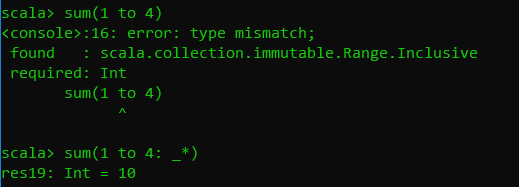 scala> sum(1 to 4)
<console>:16: error: type mismatch;
 found   : scala.collection.immutable.Range.Inclusive
 required: Int
       sum(1 to 4)
             ^
scala> sum(1 to 4: _*)
res19: Int = 10